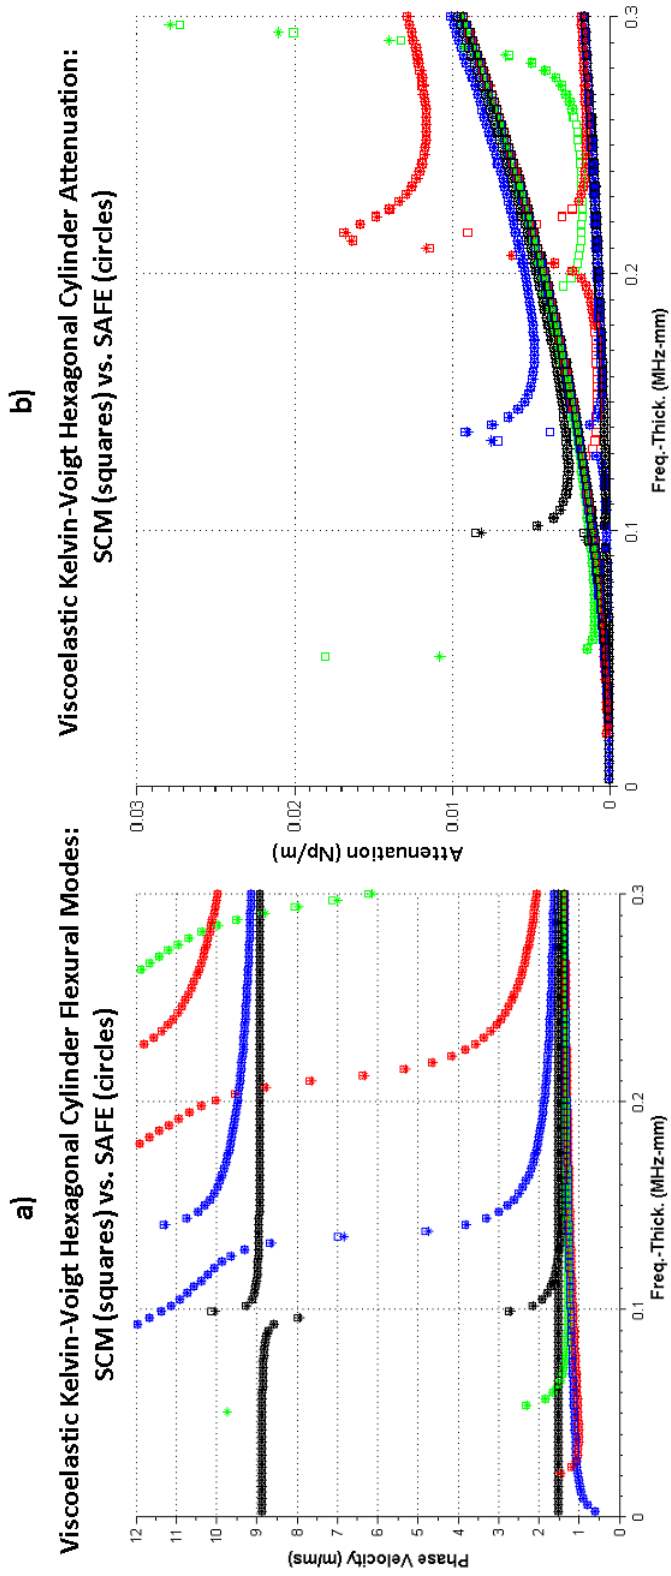 a)
Viscoelastic Kelvin-Voigt Hexagonal Cylinder Flexural Modes:
SCM (squares) vs. SAFE (circles)
Phase Velocity (m/ms)
12
11
10
9
8
7
6
5
4
3
2
1
0
0
0.1
0.2
0.3
Freq.-Thick. (MHz-mm)
b)
Viscoelastic Kelvin-Voigt Hexagonal Cylinder Attenuation:
SCM (squares) vs. SAFE (circles)
Attenuation (Np/m)
0.03
0.02
0.01
0
0
0.1
0.2
0.3
Freq.-Thick. (MHz-mm)